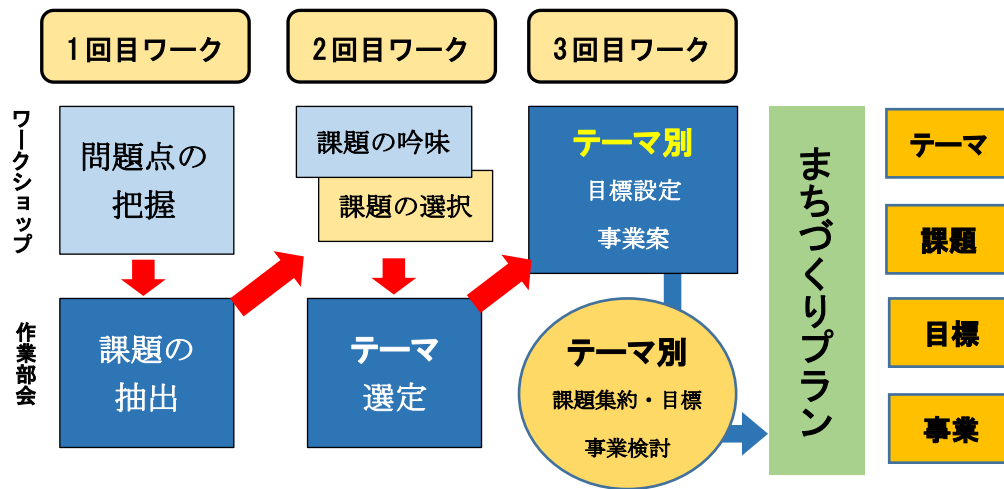 1回目ワーク
2回目ワーク
3回目ワーク
ワークショップ
問題点の
把握
課題の吟味
課題の選択
テーマ別
目標設定
事業案
作業部会
課題の
抽出
テーマ
選定
テーマ別
課題集約・目標
事業検討
まちづくりプラン
テーマ
課題
目標
事業